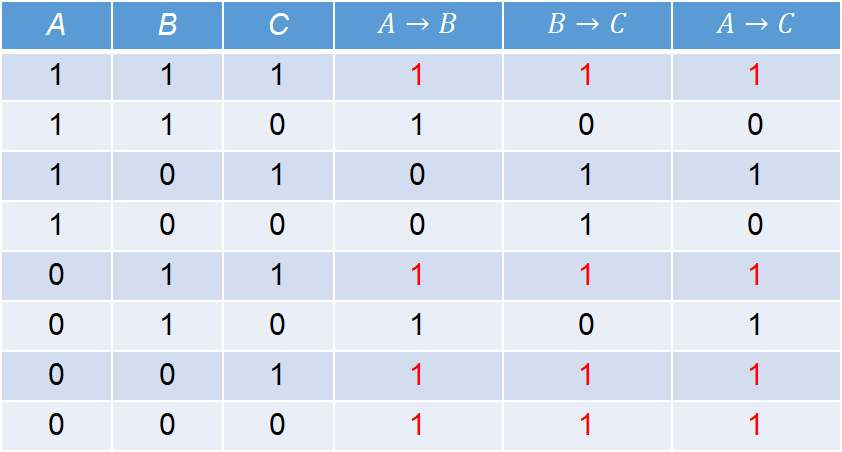 A B C A → B B → C A → C
1 1 1 1 1 1
1 1 0 1 0 0
1 0 1 0 1 1
1 0 0 0 1 0
0 1 1 1 1 1
0 1 0 1 0 1
0 0 1 1 1 1
0 0 0 1 1 1